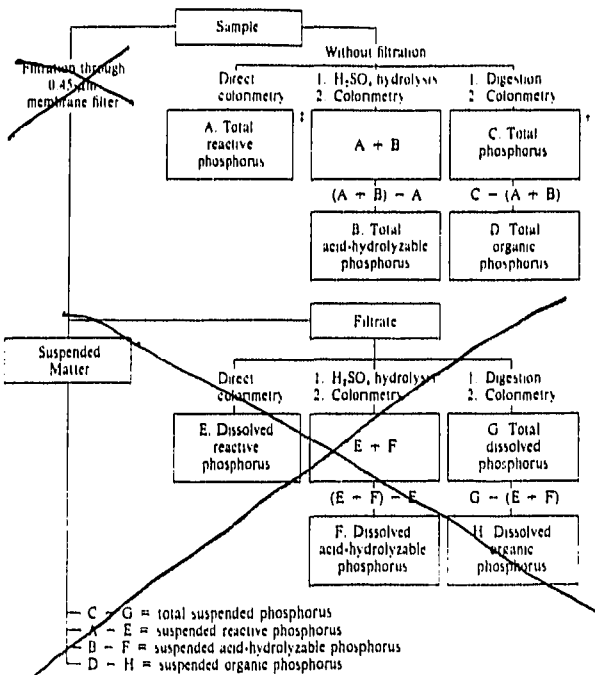 Sample
Without filtration
Filtration through
0.45 μm
membrane filter
Direct
colorimetry
1. H₂SO₄ hydrolysis
2. Colorimetry
1. Digestion
2. Colorimetry
A. Total
reactive
phosphorus
A + B
C. Total
phosphorus
(A + B) - A
C - (A + B)
B. Total
acid-hydrolyzable
phosphorus
D. Total
organic
phosphorus
Filtrate
Suspended
Matter
Direct
colorimetry
1. H₂SO₄ hydrolysis
2. Colorimetry
1. Digestion
2. Colorimetry
E. Dissolved
reactive
phosphorus
E + F
G Total
dissolved
phosphorus
(E + F) - E
G - (E + F)
F. Dissolved
acid-hydrolyzable
phosphorus
H Dissolved
organic
phosphorus
C - G = total suspended phosphorus
A - E = suspended reactive phosphorus
B - F = suspended acid-hydrolyzable phosphorus
D - H = suspended organic phosphorus